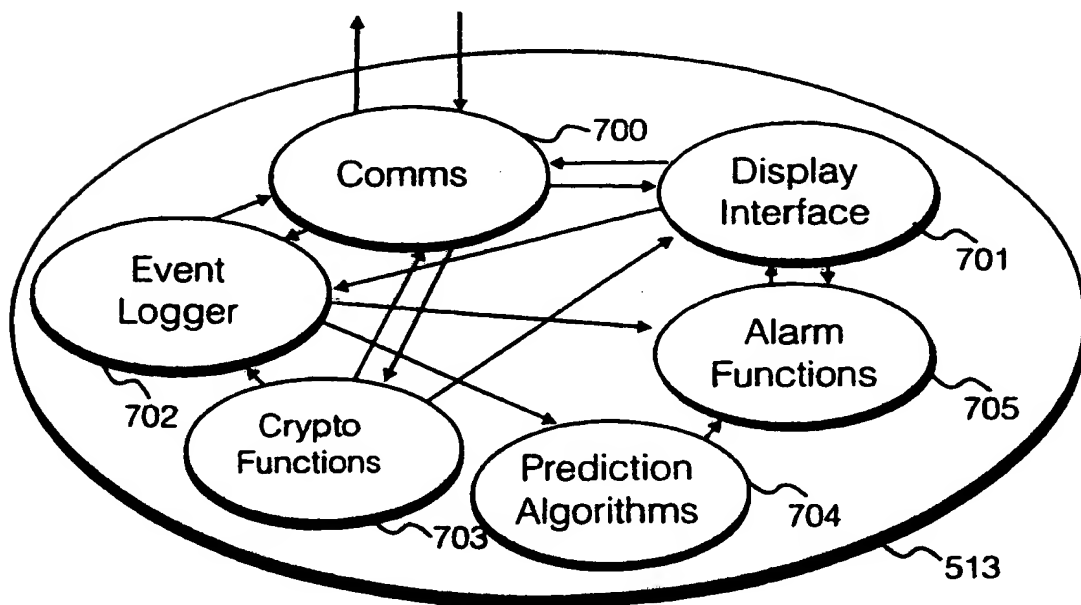 Comms
700
Display
Interface
701
Event
Logger
702
Alarm
Functions
705
Crypto
Functions
703
Prediction
Algorithms
704
513